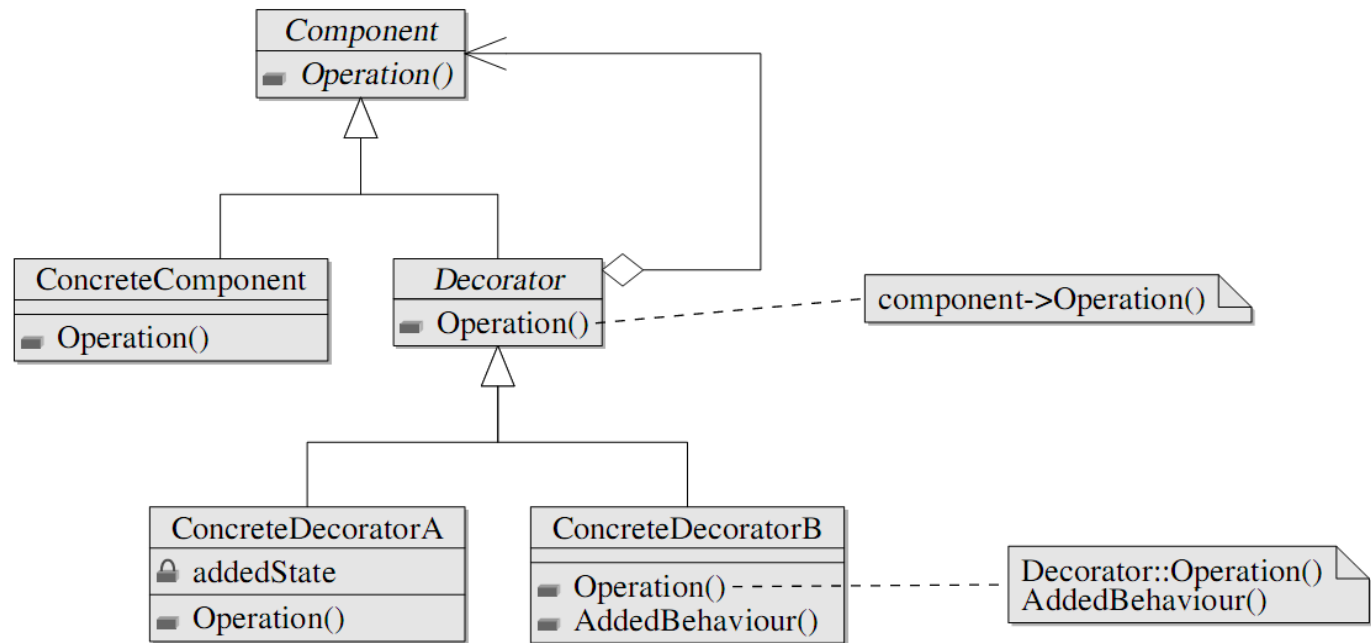 Component
Operation()
ConcreteComponent
Operation()
Decorator
Operation()
component->Operation()
ConcreteDecoratorA
addedState
Operation()
ConcreteDecoratorB
Operation()
AddedBehaviour()
Decorator::Operation()
AddedBehaviour()